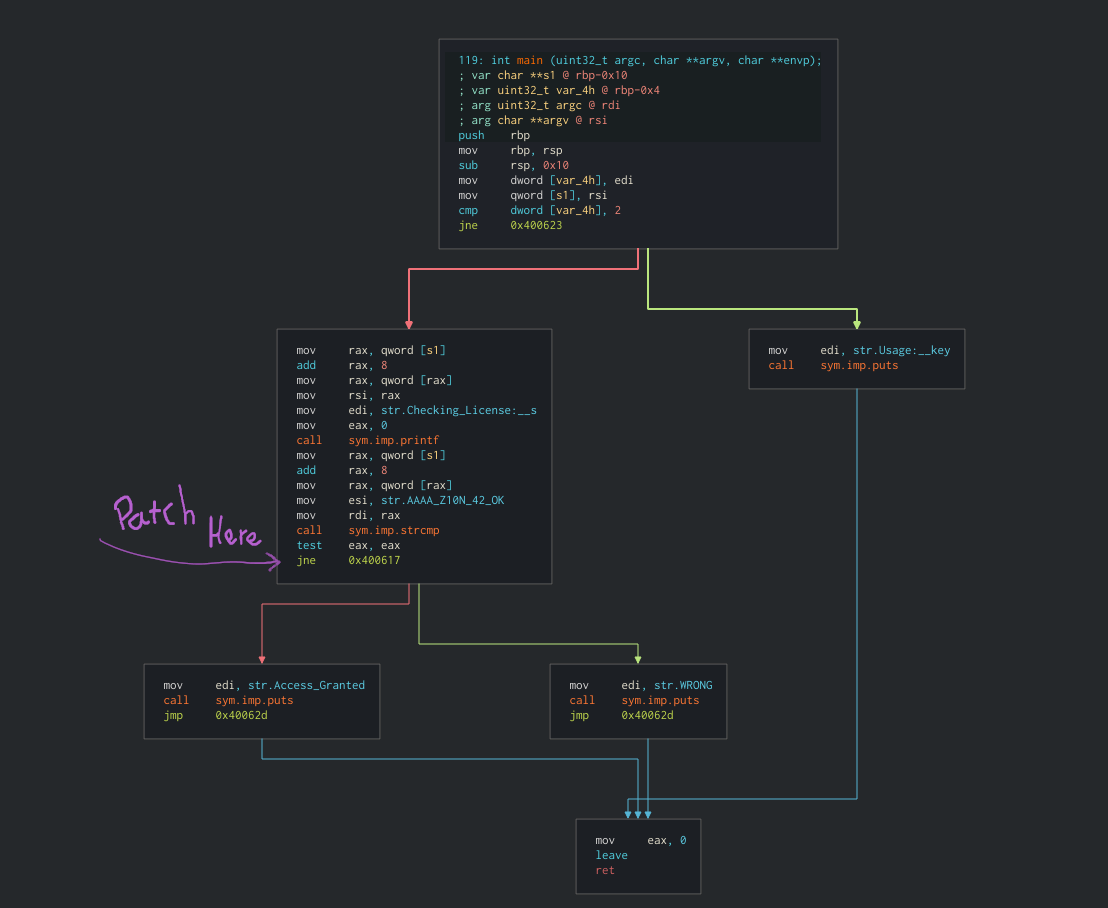 119: int main (uint32_t argc, char **argv, char **envp);
; var char **s1 @ rbp-0x10
; var uint32_t var_4h @ rbp-0x4
; arg uint32_t argc @ rdi
; arg char **argv @ rsi
push rbp
mov rbp, rsp
sub rsp, 0x10
mov dword [var_4h], edi
mov qword [s1], rsi
cmp dword [var_4h], 2
jne 0x400623
mov rax, qword [s1]
add rax, 8
mov rax, qword [rax]
mov rsi, rax
mov edi, str.Checking_License:__s
mov eax, 0
call sym.imp.printf
mov rax, qword [s1]
add rax, 8
mov rax, qword [rax]
mov esi, str.AAAA_Z10N_42_OK
mov rdi, rax
call sym.imp.strcmp
test eax, eax
jne 0x400617
mov edi, str.Usage:__key
call sym.imp.puts
Patch
Here
mov edi, str.Access_Granted
call sym.imp.puts
jmp 0x40062d
mov edi, str.WRONG
call sym.imp.puts
jmp 0x40062d
mov eax, 0
leave
ret